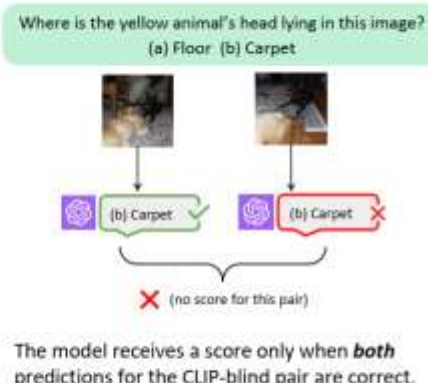 Where is the yellow animal's head lying in this image?
(a) Floor (b) Carpet
(b) Carpet
(b) Carpet
(no score for this pair)
The model receives a score only when both
predictions for the CLIP-blind pair are correct.